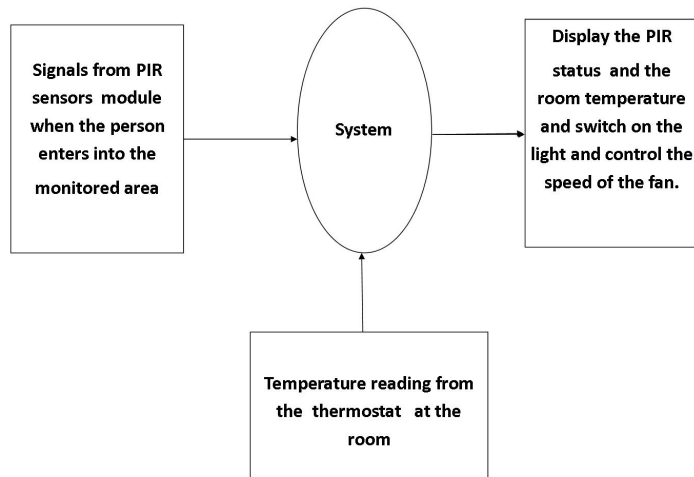 Signals from PIR
sensors module
when the person
enters into the
monitored area
System
Display the PIR
status and the
room temperature
and switch on the
light and control the
speed of the fan.
Temperature reading from
the thermostat at the
room